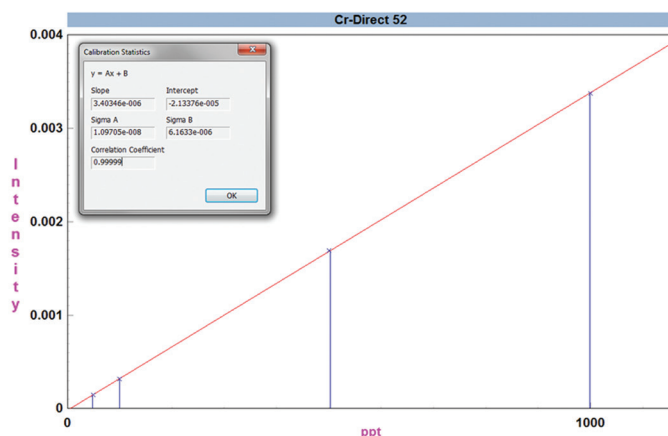 Cr-Direct 52
0.004
Calibration Statistics
x
y = Ax + B
Slope
Intercept
3.40346e-006
-2.13376e-005
Sigma A
Sigma B
1.09705e-008
6.1633e-006
Correlation Coefficient
0.99999
OK
0.003
0.002
0.001
0
Intensity
0
1000
ppt